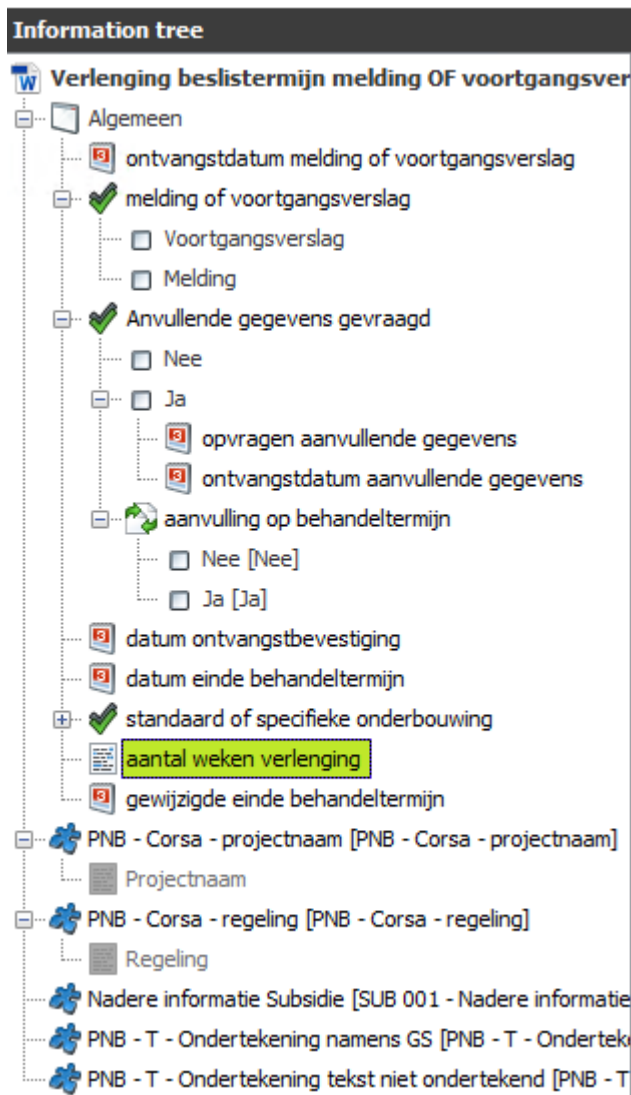 Information tree
Verlenging beslistermijn melding OF voortgangsver
Algemeen
ontvangstdatum melding of voortgangsverslag
melding of voortgangsverslag
Voortgangsverslag
Melding
Anvullende gegevens gevraagd
Nee
Ja
opvragen aanvullende gegevens
ontvangstdatum aanvullende gegevens
aanvulling op behandeltermijn
Nee [Nee]
Ja [Ja]
datum ontvangstbevestiging
datum einde behandeltermijn
standaard of specifieke onderbouwing
aantal weken verlenging
gewijzigde einde behandeltermijn
PNB - Corsa - projectnaam [PNB - Corsa - projectnaam]
Projectnaam
PNB - Corsa - regeling [PNB - Corsa - regeling]
Regeling
Nadere informatie Subsidie [SUB 001 - Nadere informatie
PNB - T - Ondertekening namens GS [PNB - T - Onderteke
PNB - T - Ondertekening tekst niet ondertekend [PNB - T